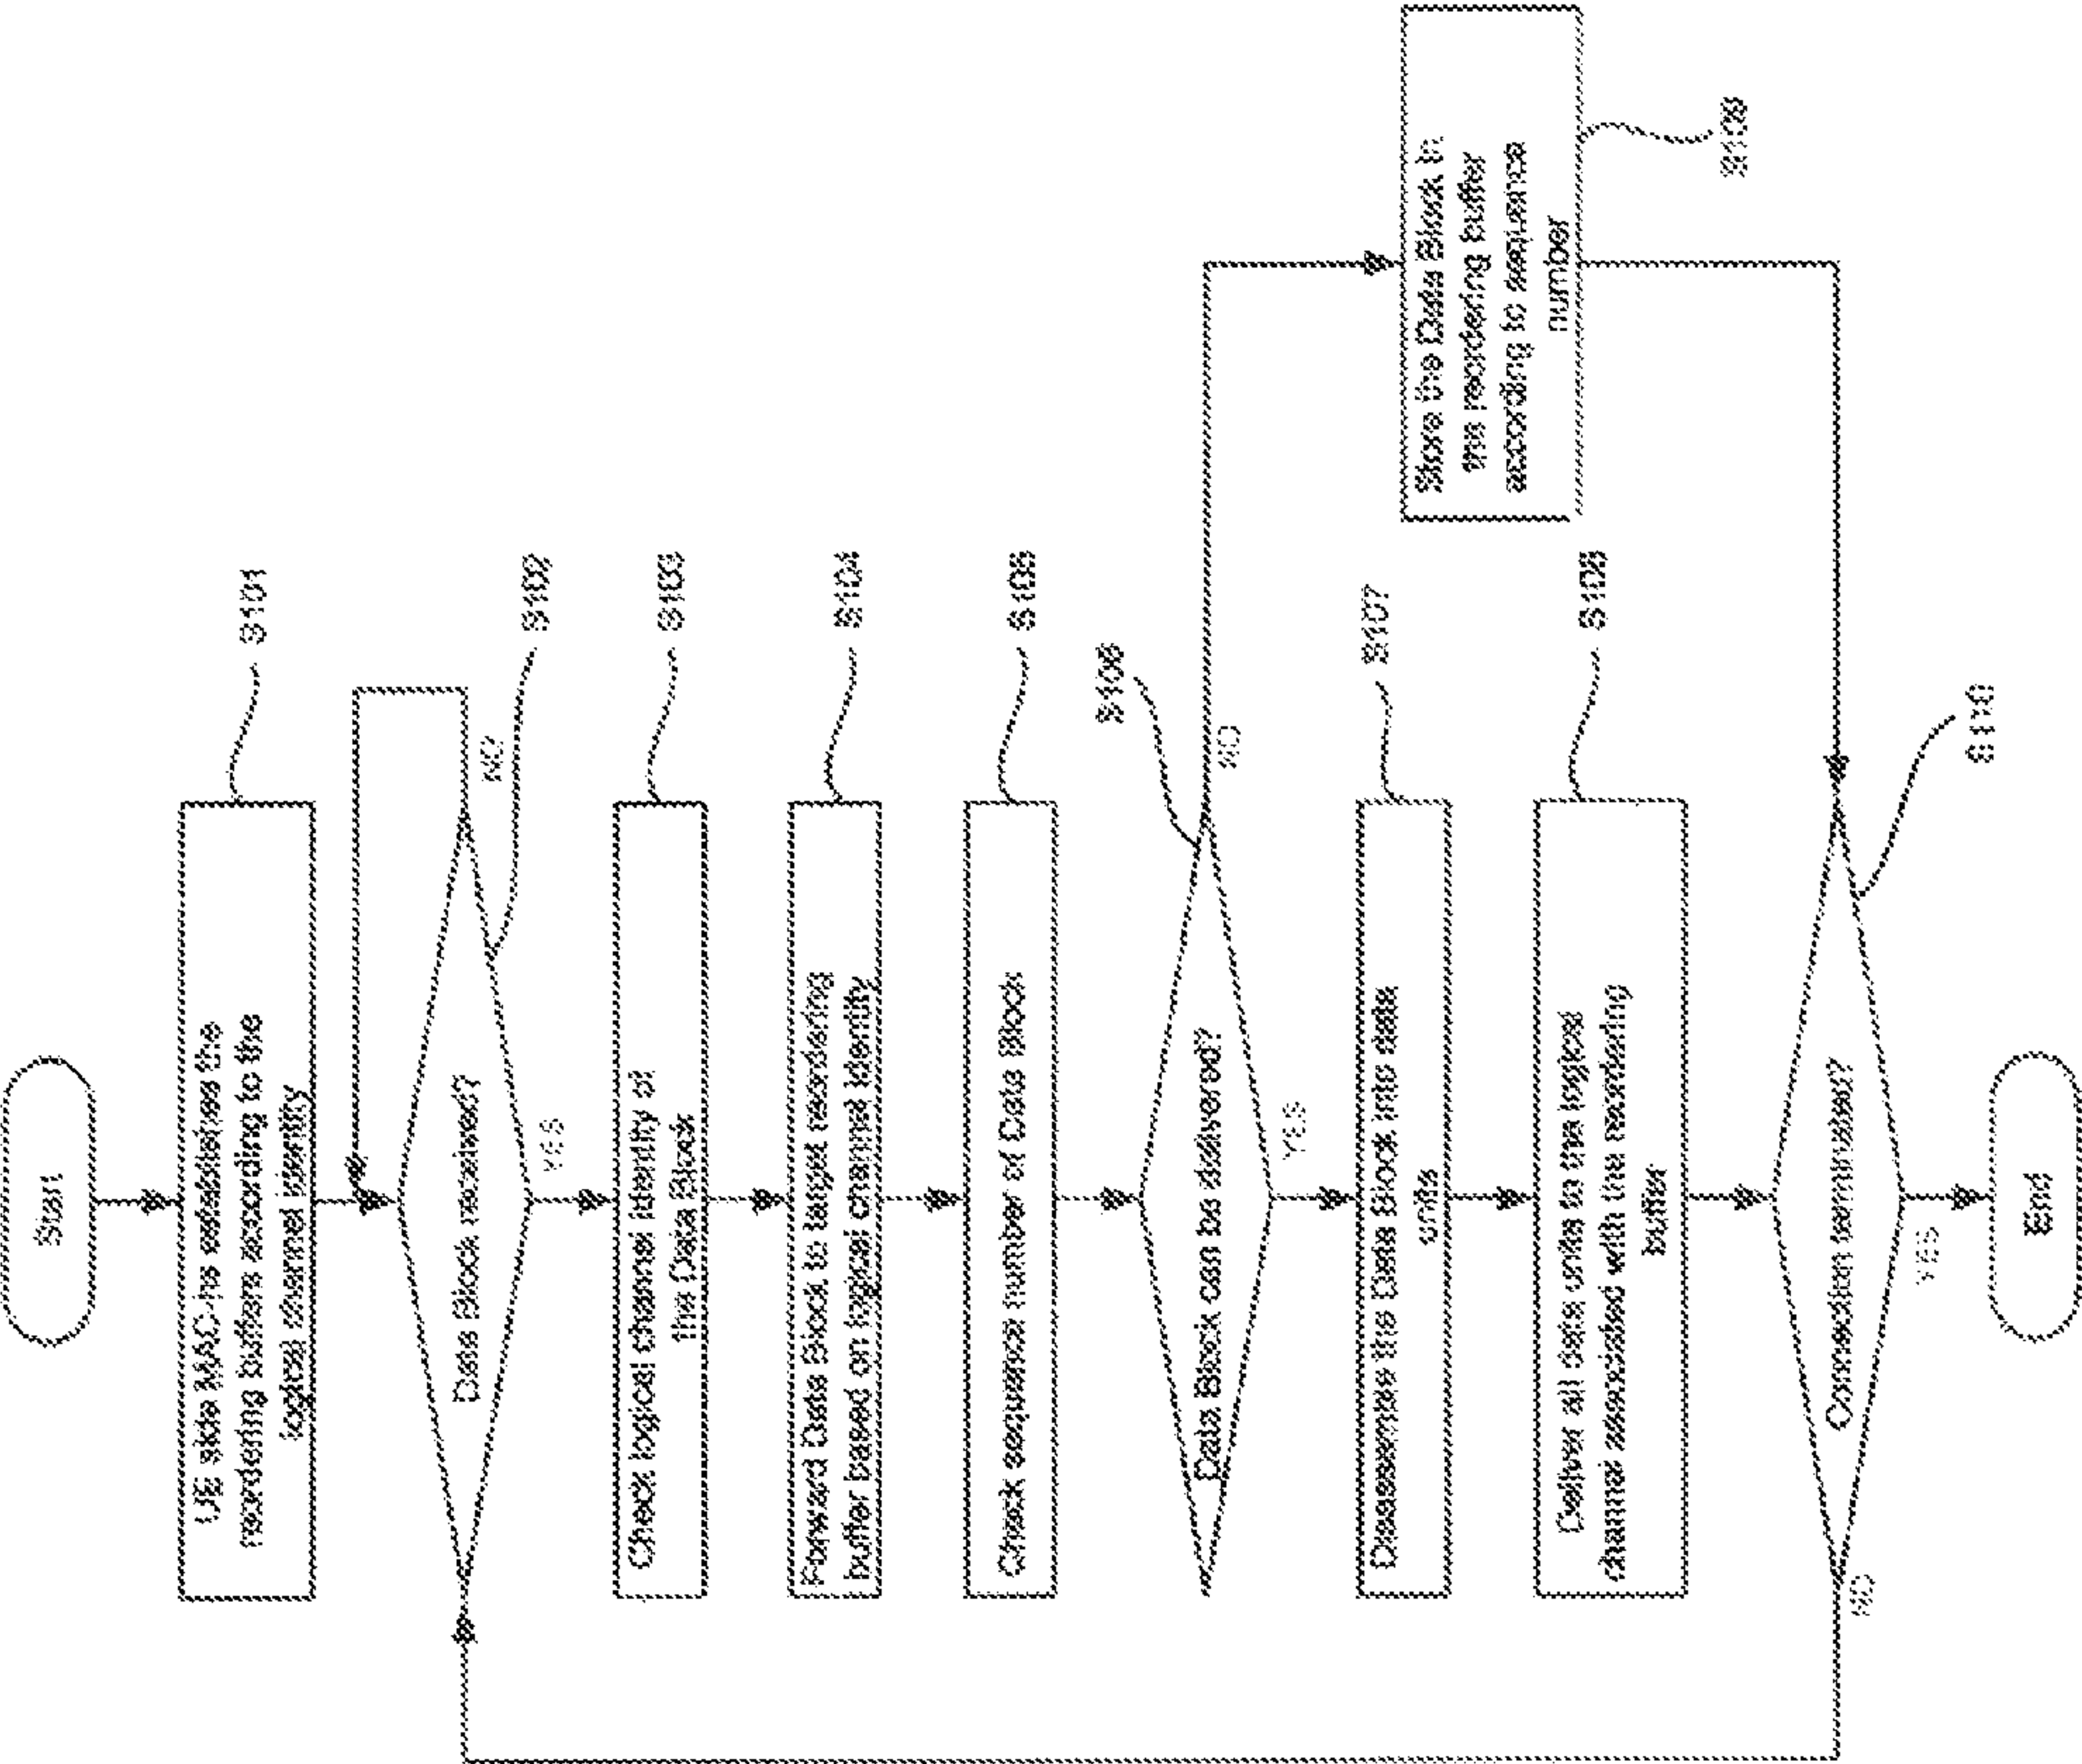 Start
UE side MAC-hs establishes the
reordering buffers according to the
logical channel identity
S101
Data Block received?
NO
S102
YES
Check logical channel identity of
the Data Block
S103
Forward Data Block to target reordering
buffer based on logical channel identity
S104
Check sequence number of Data Block
S105
Data Block can be delivered?
S106
NO
YES
Store the Data Block in
the reordering buffer
according to sequence
number
S109
Disassemble the Data Block into data
units
S107
Deliver all data units to the logical
channel associated with the reordering
buffer
S108
Connection terminated?
S110
NO
YES
End